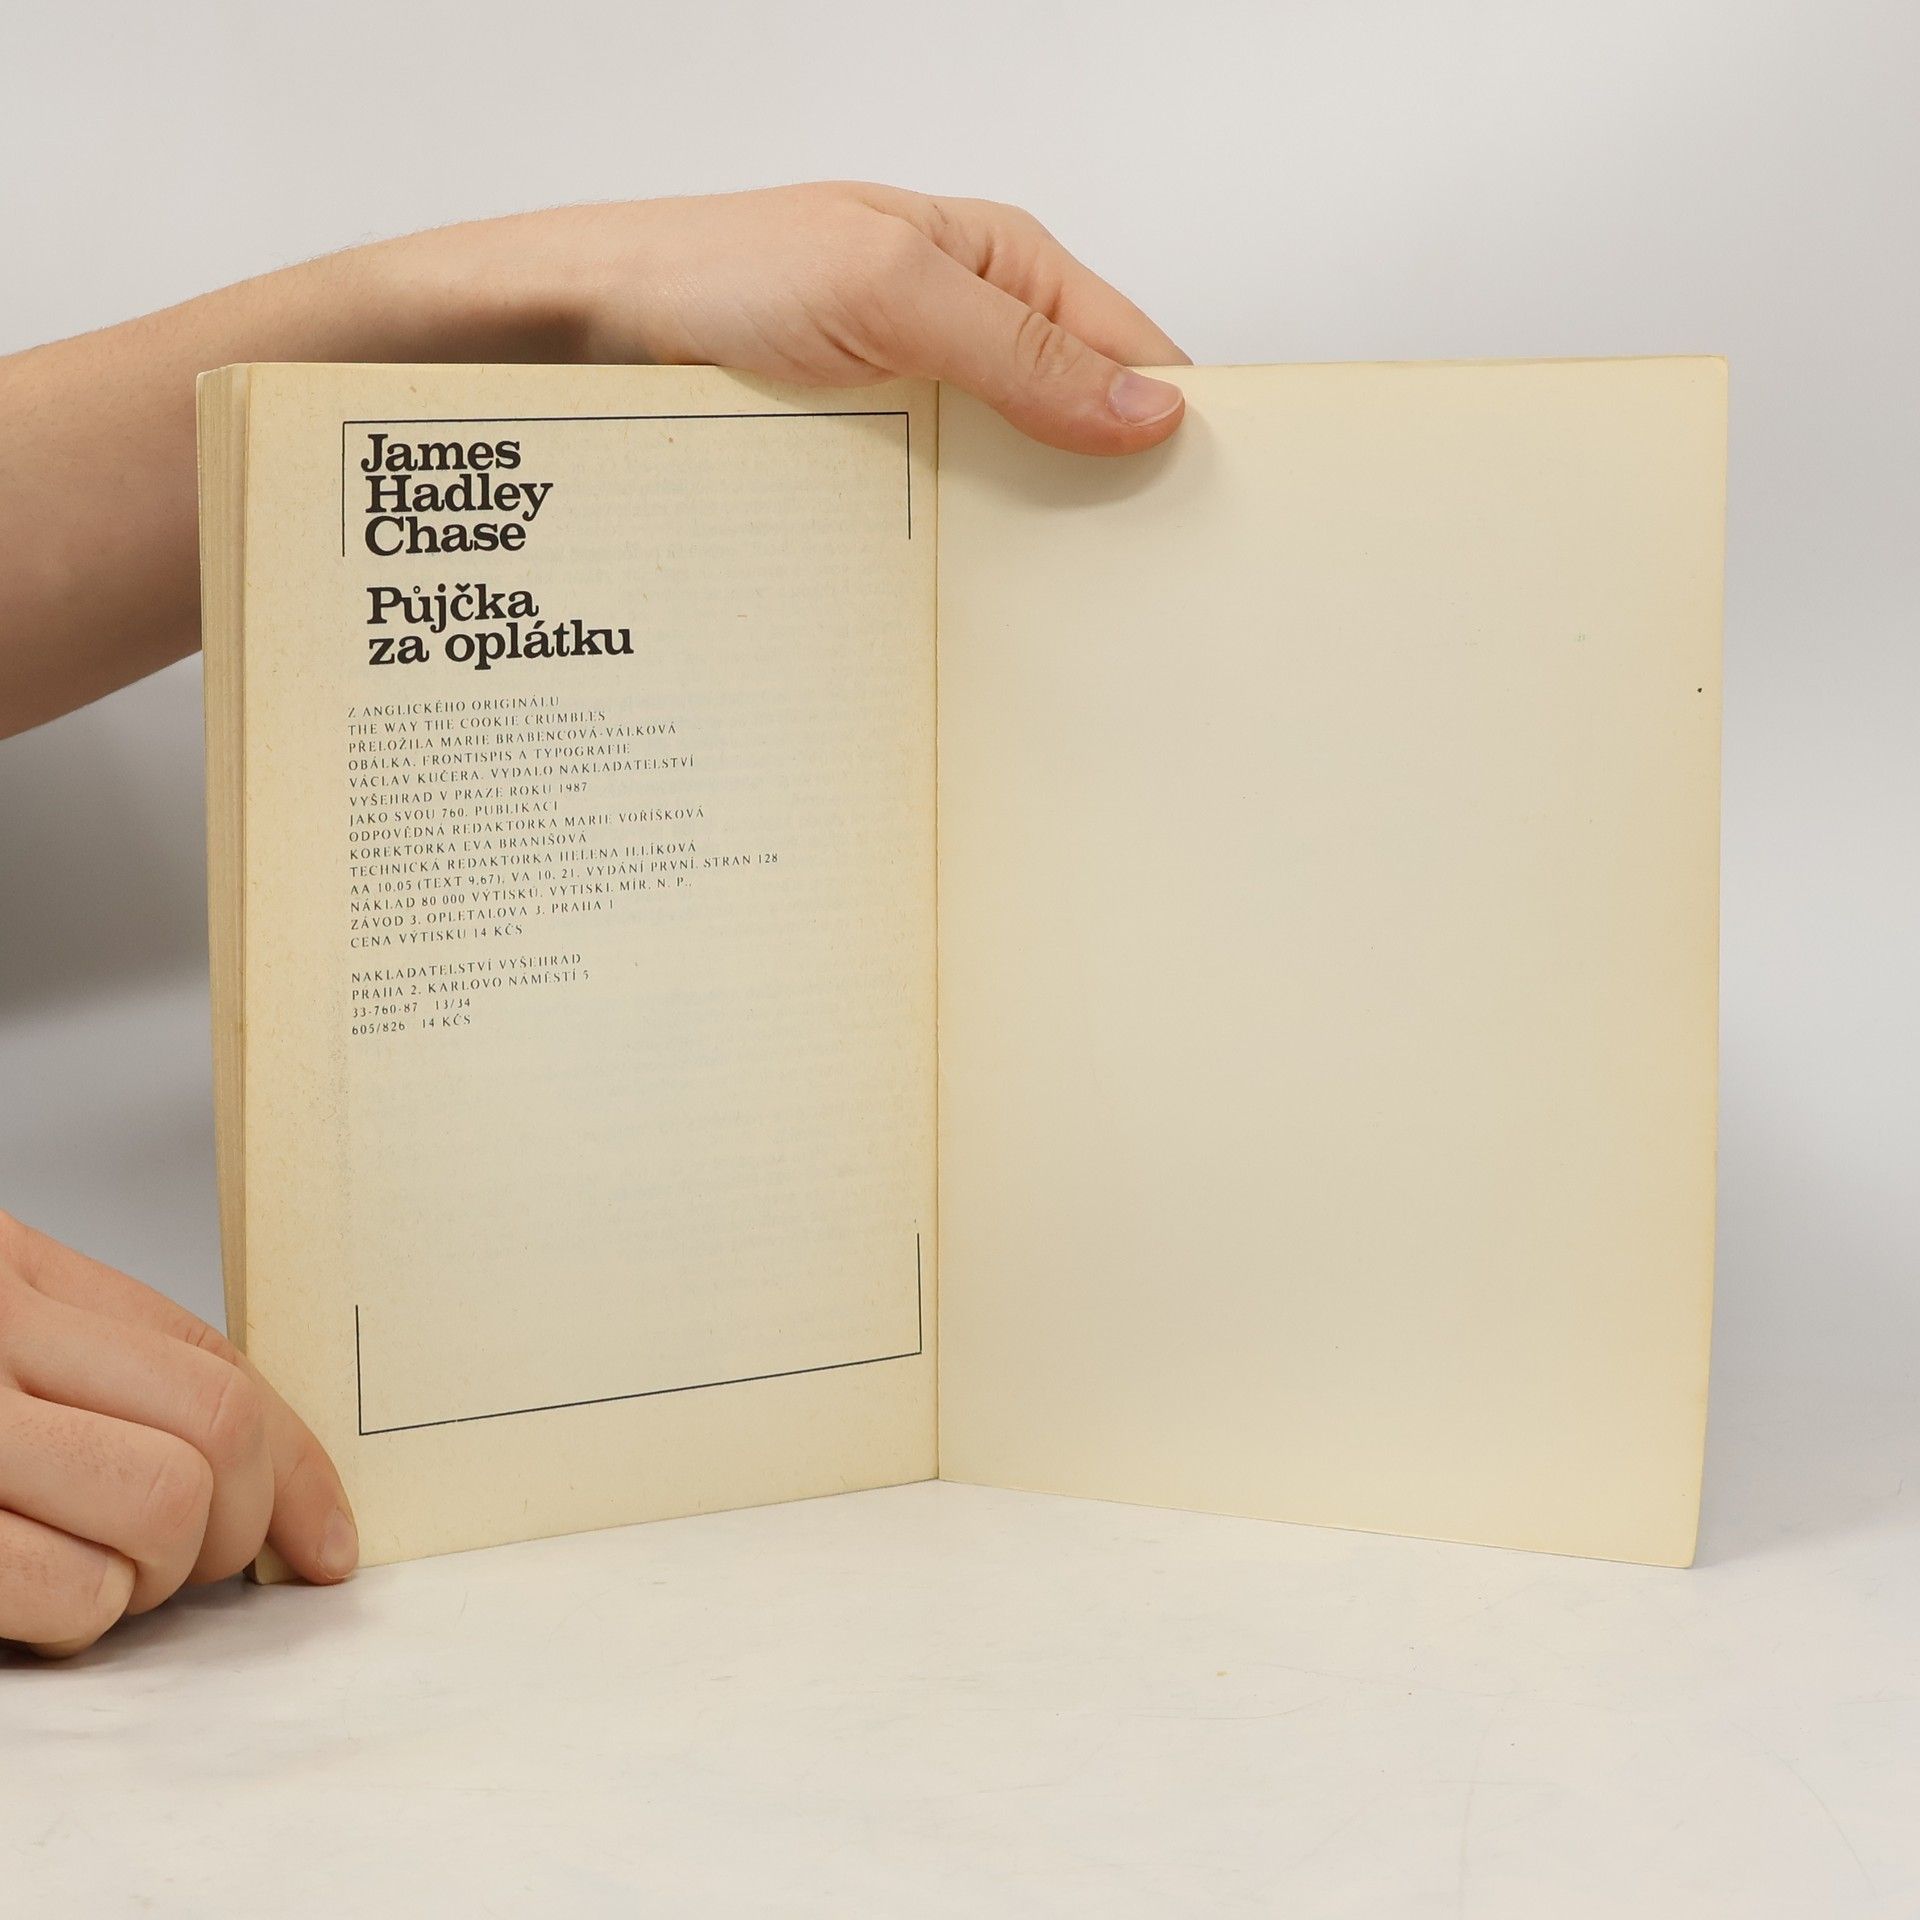 James
Hadley
Chase
Půjčka
za oplátku
Z ANGLICKÉHO ORIGINÁLU
THE WAY THE COOKIE CRUMBLES
PŘELOŽILA MARIE BRABENCOVÁ-VÁLKOVÁ
OBÁLKA, FRONTISPIS A TYPOGRAFIE
VÁCLAV KUČERA. VYDALO NAKLADATELSTVÍ
VYŠEHRAD V PRAZE ROKU 1987
JAKO SVOU 760. PUBLIKACI
ODPOVĚDNÁ REDAKTORKA MARIE VOŘÍŠKOVÁ
KOREKTORKA EVA BRANIŠOVÁ
TECHNICKÁ REDAKTORKA HELENA ILLÍKOVÁ
AA 10,05 (TEXT 9,67), VA 10, 21. VYDÁNÍ PRVNÍ. STRAN 128
NÁKLAD 80 000 VÝTISKŮ. VYTISKL MÍR, N. P.,
ZÁVOD 3, OPLETALOVA 3, PRAHA 1
CENA VÝTISKU 14 KČS
NAKLADATELSTVÍ VYŠEHRAD
PRAHA 2, KARLOVO NÁMĚSTÍ 5
33-760-87 13/34
605/826 14 KČS